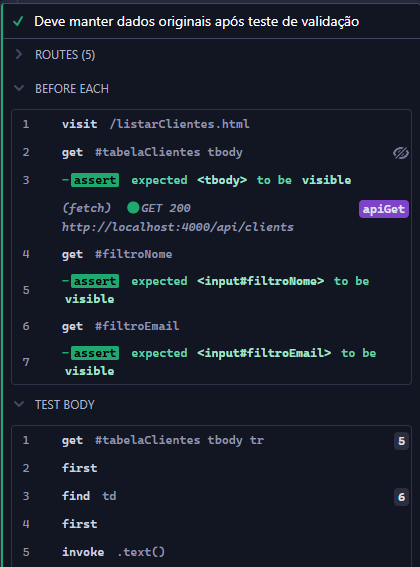 Deve manter dados originais após teste de validação
ROUTES (5)
BEFORE EACH
1 visit /listarClientes.html
2 get #tabelaClientes tbody
3 -assert expected <tbody> to be visible
(fetch) GET 200 apiGet
http://localhost:4000/api/clients
4 get #filtroNome
5 -assert expected <input#filtroNome> to be
visible
6 get #filtroEmail
7 -assert expected <input#filtroEmail> to be
visible
TEST BODY
1 get #tabelaClientes tbody tr 5
2 first
3 find td 6
4 first
5 invoke .text()